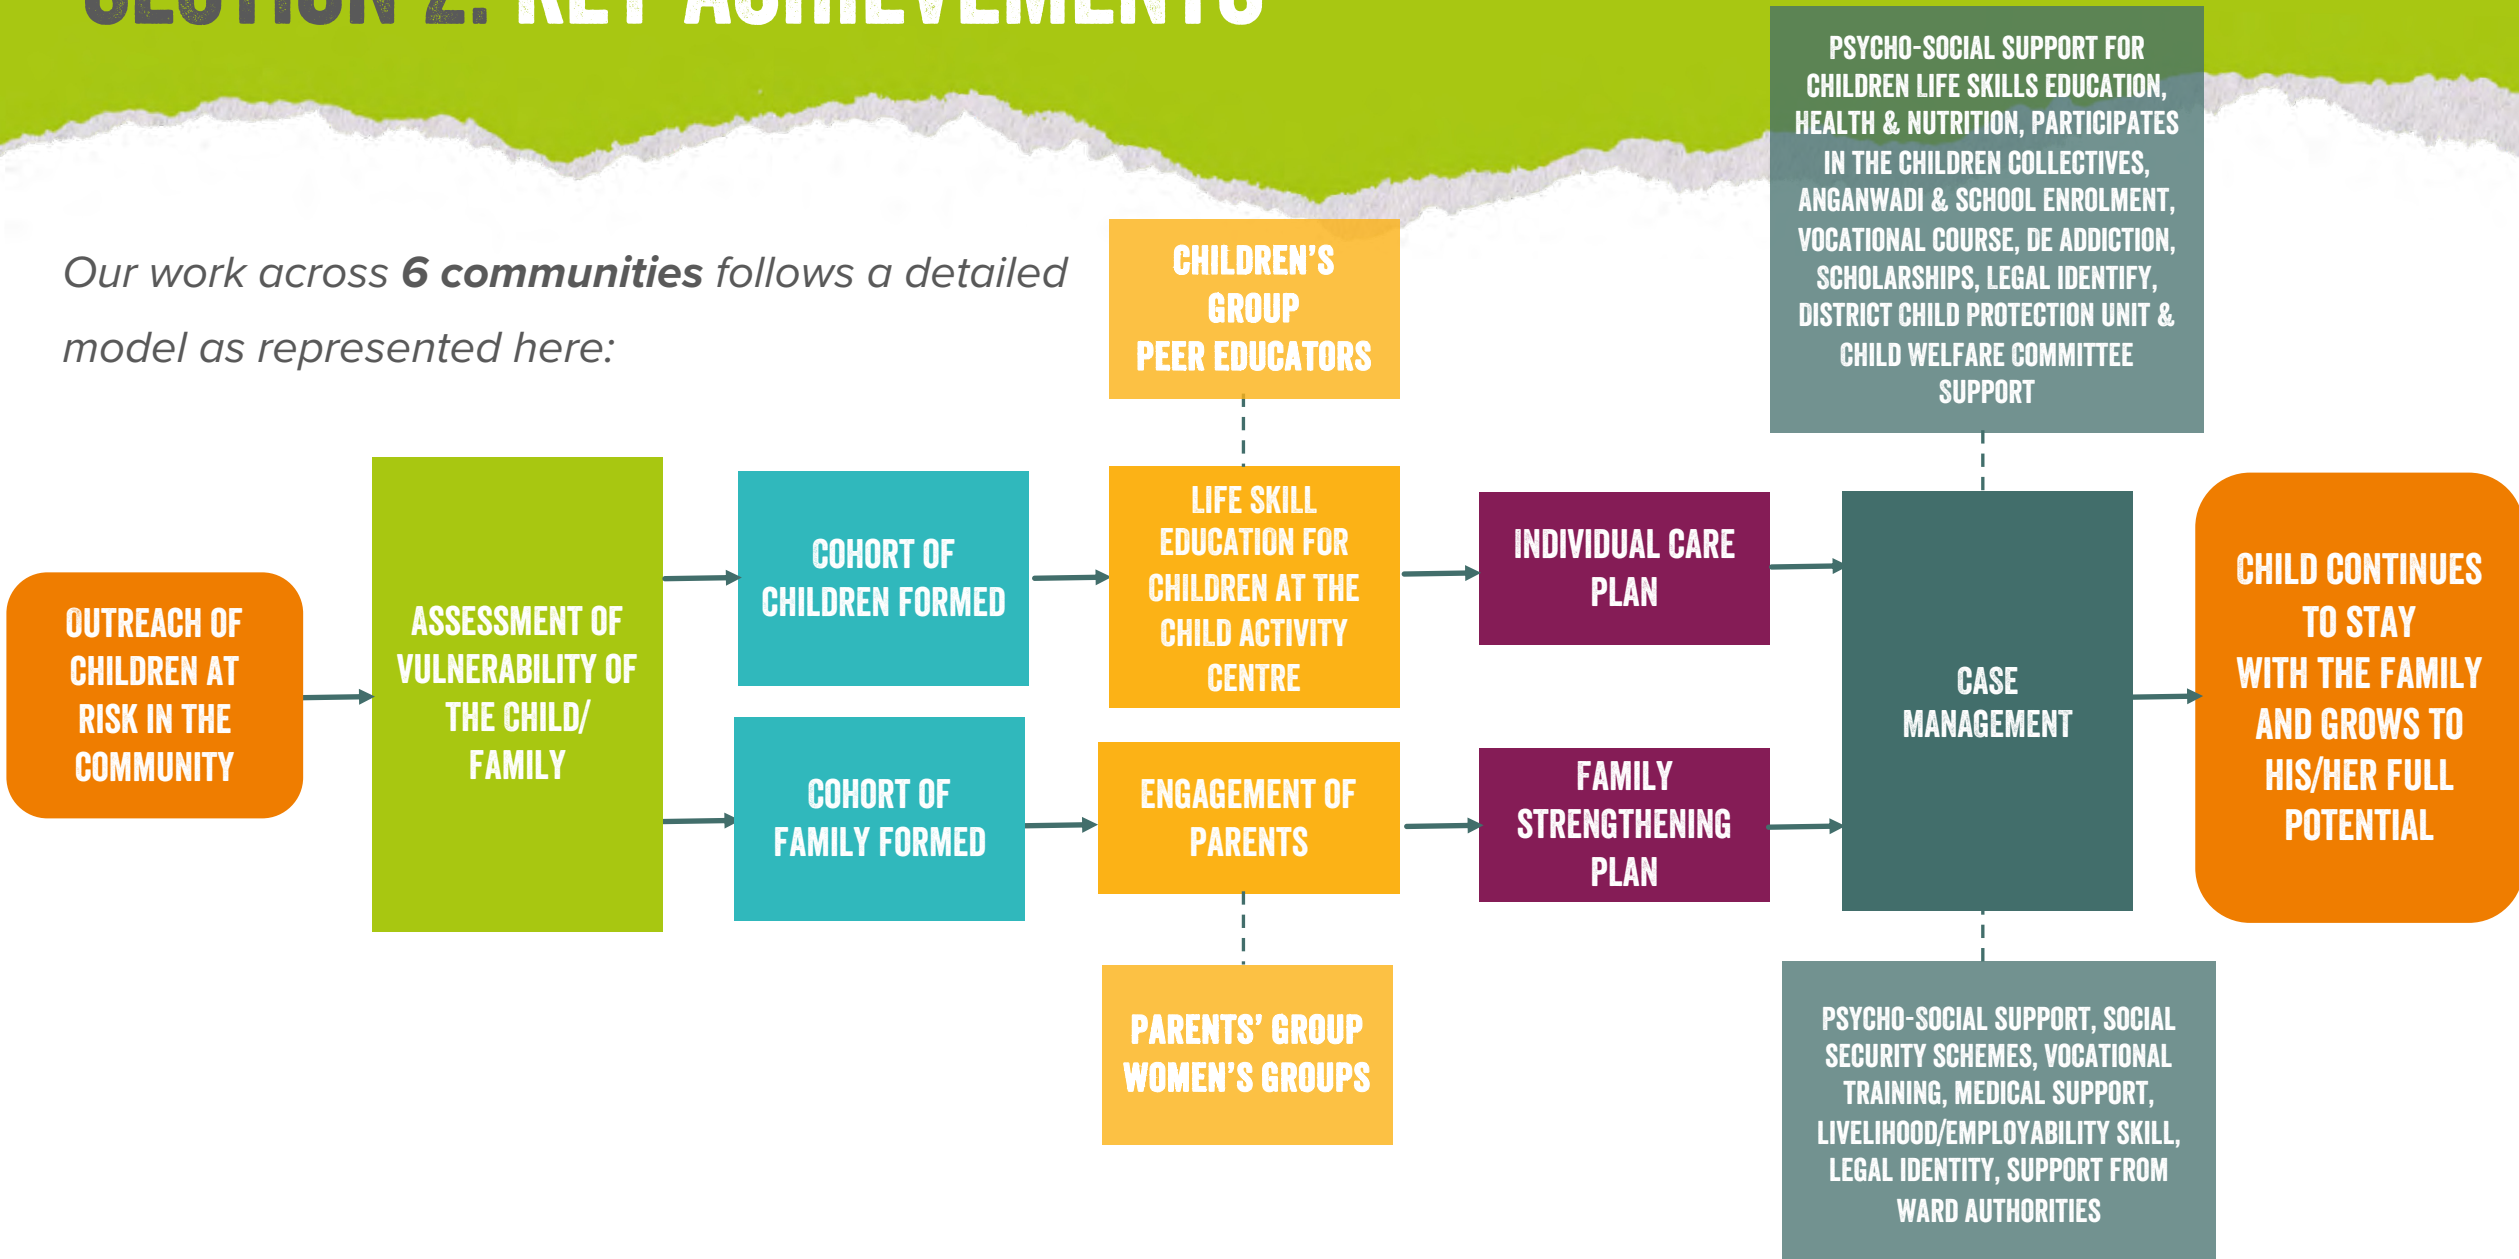 SECTION 2: KEY ACHIEVEMENTS
Our work across 6 communities follows a detailed
model as represented here:
OUTREACH OF
CHILDREN AT
RISK IN THE
COMMUNITY
ASSESSMENT OF
VULNERABILITY OF
THE CHILD/
FAMILY
COHORT OF
CHILDREN FORMED
COHORT OF
FAMILY FORMED
CHILDREN'S
GROUP
PEER EDUCATORS
LIFE SKILL
EDUCATION FOR
CHILDREN AT THE
CHILD ACTIVITY
CENTRE
ENGAGEMENT OF
PARENTS
PARENTS' GROUP
WOMEN'S GROUPS
INDIVIDUAL CARE
PLAN
FAMILY
STRENGTHENING
PLAN
PSYCHO-SOCIAL SUPPORT FOR
CHILDREN LIFE SKILLS EDUCATION,
HEALTH & NUTRITION, PARTICIPATES
IN THE CHILDREN COLLECTIVES,
ANGANWADI & SCHOOL ENROLMENT,
VOCATIONAL COURSE, DE ADDICTION,
SCHOLARSHIPS, LEGAL IDENTIFY,
DISTRICT CHILD PROTECTION UNIT &
CHILD WELFARE COMMITTEE
SUPPORT
CASE
MANAGEMENT
PSYCHO-SOCIAL SUPPORT, SOCIAL
SECURITY SCHEMES, VOCATIONAL
TRAINING, MEDICAL SUPPORT,
LIVELIHOOD/EMPLOYABILITY SKILL,
LEGAL IDENTITY, SUPPORT FROM
WARD AUTHORITIES
CHILD CONTINUES
TO STAY
WITH THE FAMILY
AND GROWS TO
HIS/HER FULL
POTENTIAL